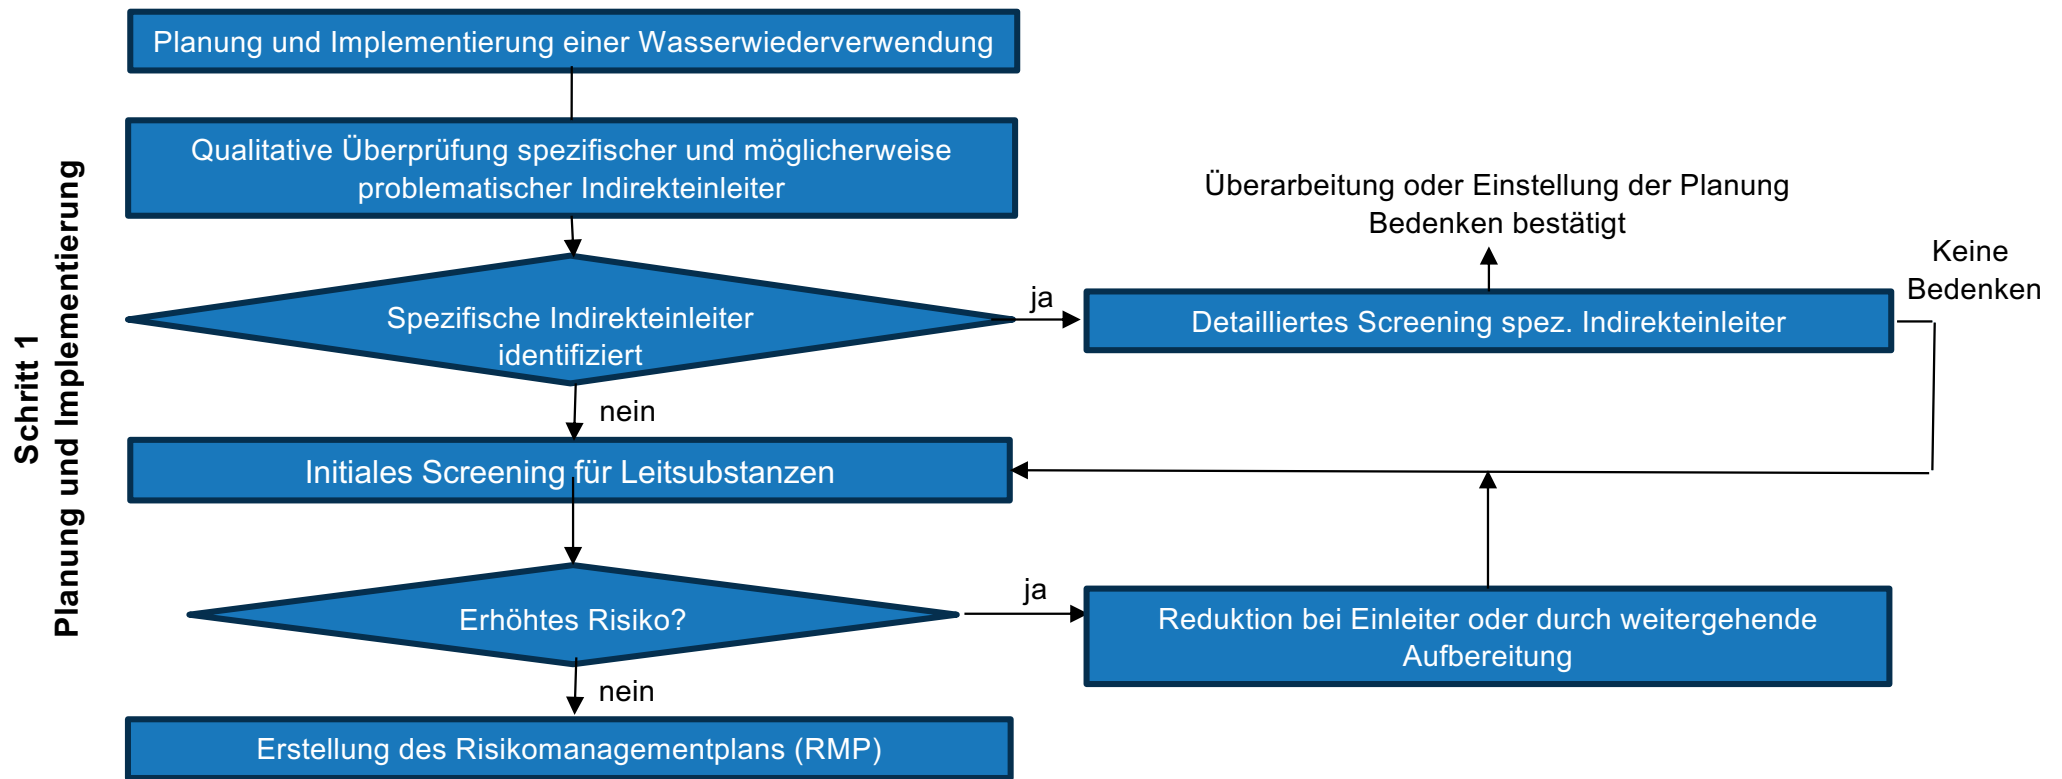 Schritt 1
Planung und Implementierung
Planung und Implementierung einer Wasserwiederverwendung
Qualitative Überprüfung spezifischer und möglicherweise
problematischer Indirekteinleiter
Überarbeitung oder Einstellung der Planung
Bedenken bestätigt
Keine
Bedenken
Spezifische Indirekteinleiter
identifiziert
ja
Detailliertes Screening spez. Indirekteinleiter
nein
Initiales Screening für Leitsubstanzen
Erhöhtes Risiko?
ja
Reduktion bei Einleiter oder durch weitergehende
Aufbereitung
nein
Erstellung des Risikomanagementplans (RMP)